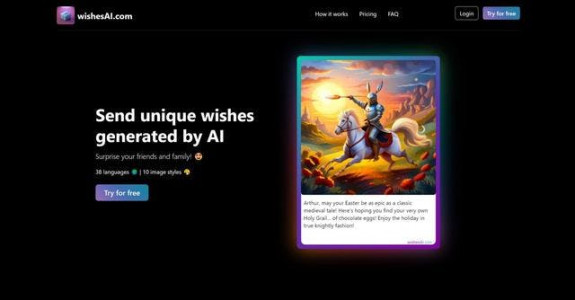 wishesAI.com
How it works
Pricing
FAQ
Login
Try for free
Send unique wishes
generated by AI
Surprise your friends and family!
38 languages | 10 image styles
Try for free
Arthur, may your Easter be as epic as a classic
medieval tale! Here's hoping you find your very own
Holy Grail... of chocolate eggs! Enjoy the holiday in
true knightly fashion!
wishesAI.com